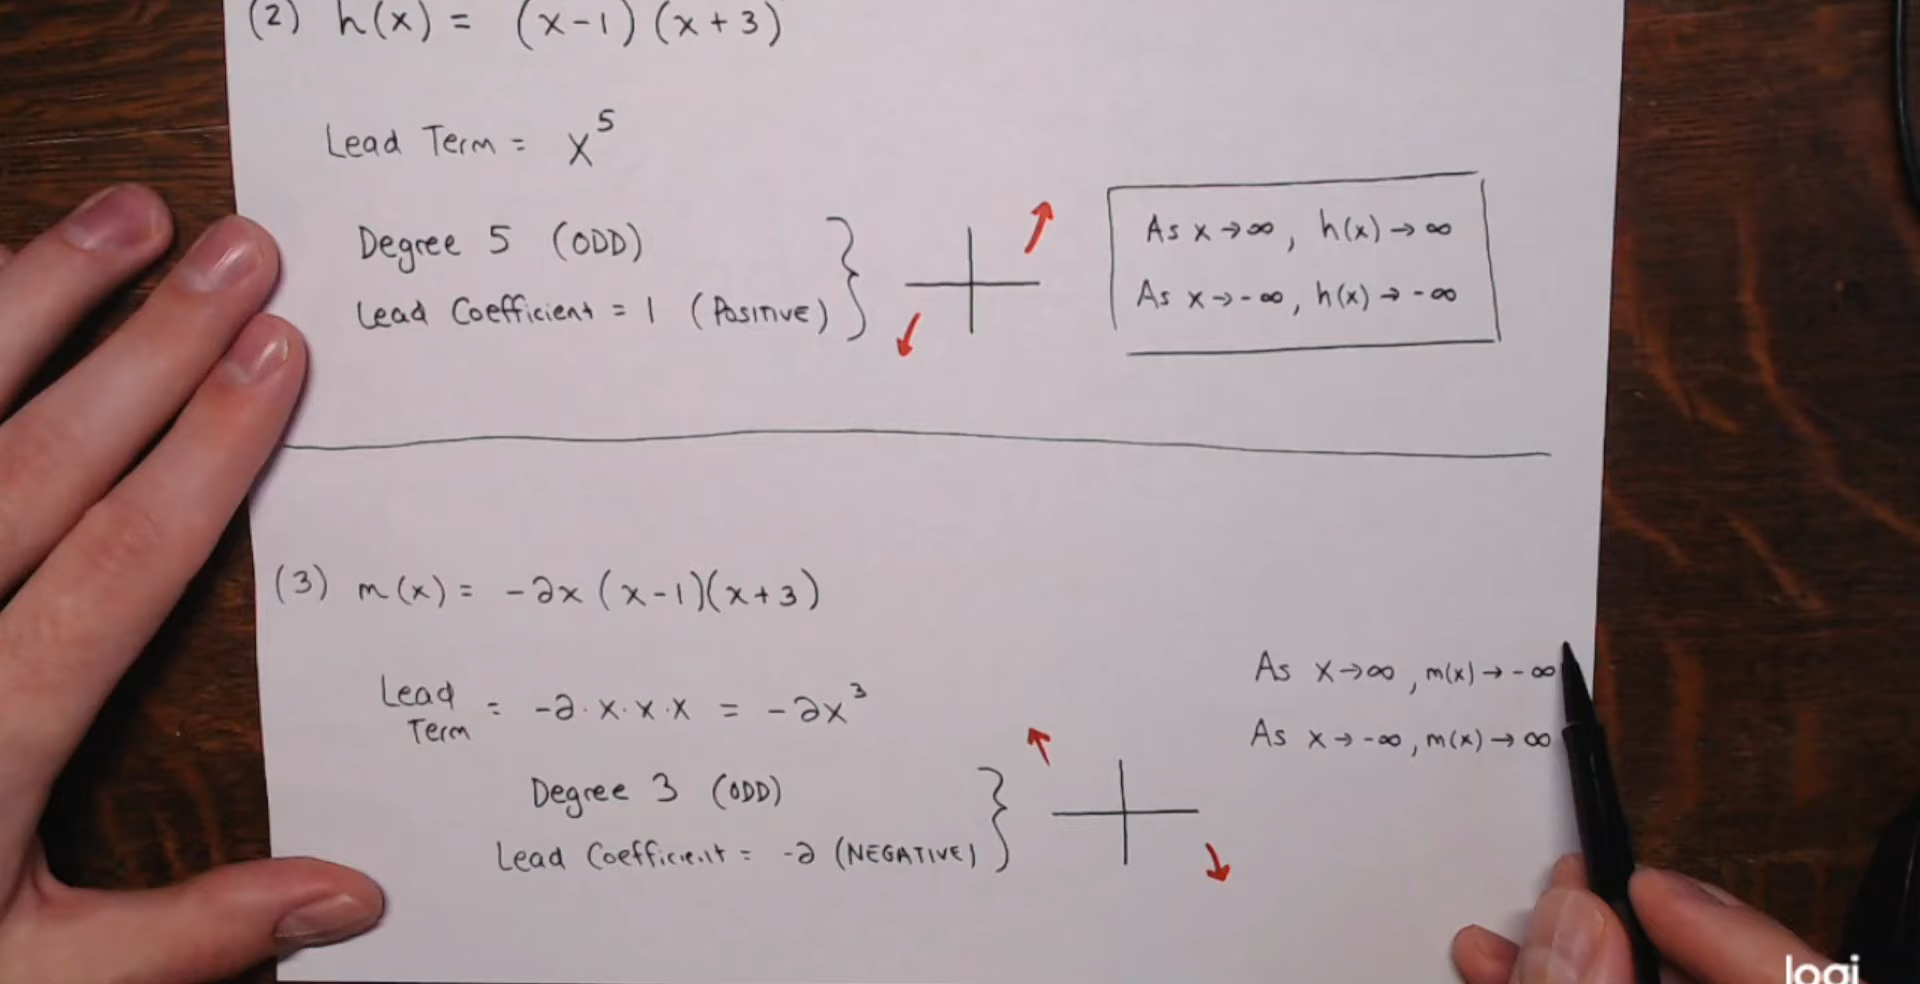 (2) h(x) = (x-1) (x+3)
Lead Term = x⁵
Degree 5 (ODD)
Lead Coefficient = 1 (POSITIVE)
As x→∞, h(x)→∞
As x→-∞, h(x)→-∞
(3) m(x) = -2x (x-1)(x+3)
Lead Term = -2·x·x·x = -2x³
Degree 3 (ODD)
Lead Coefficient = -2 (NEGATIVE)
As x→∞, m(x)→-∞
As x→-∞, m(x)→∞
logi